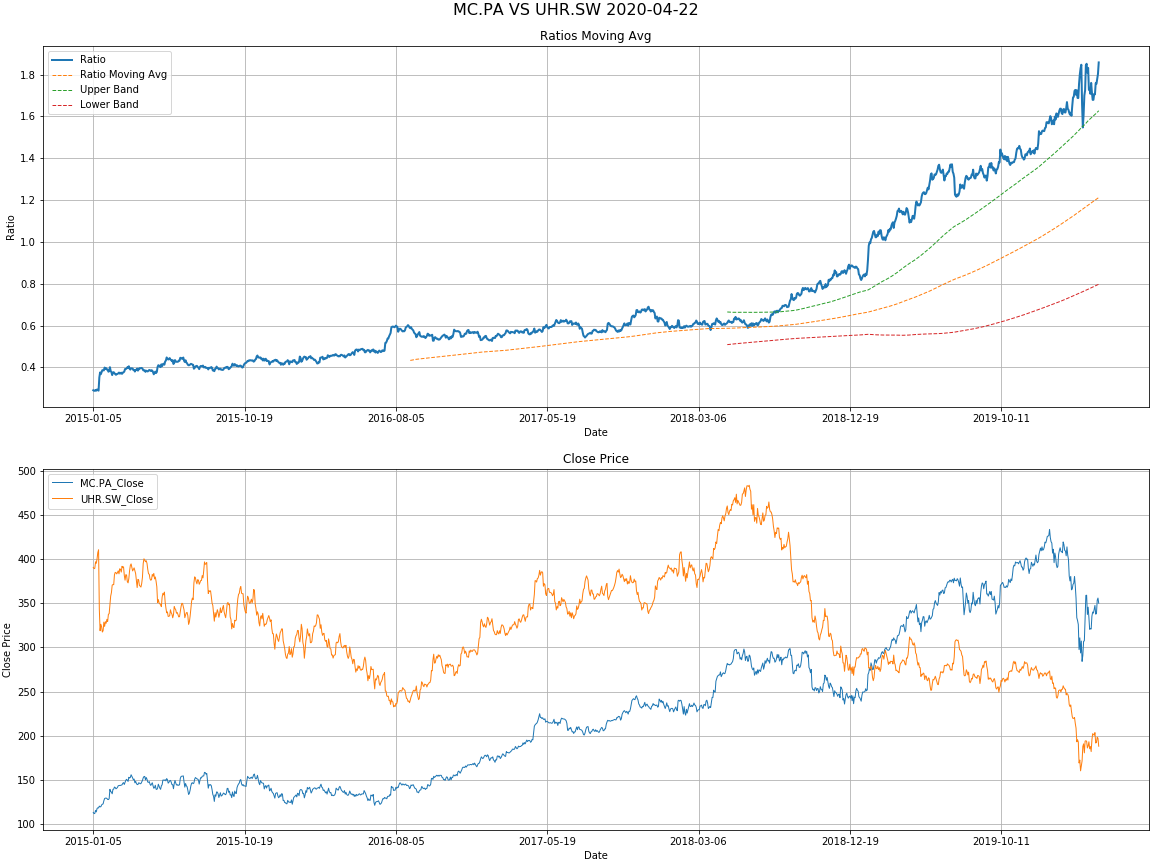 MC.PA VS UHR.SW 2020-04-22
Ratios Moving Avg
Ratio
Ratio Moving Avg
Upper Band
Lower Band
1.8
1.6
1.4
1.2
1.0
0.8
0.6
0.4
Ratio
2015-01-05 2015-10-19 2016-08-05 2017-05-19 2018-03-06 2018-12-19 2019-10-11
Date
Close Price
MC.PA_Close
UHR.SW_Close
500
450
400
350
300
250
200
150
100
Close Price
2015-01-05 2015-10-19 2016-08-05 2017-05-19 2018-03-06 2018-12-19 2019-10-11
Date